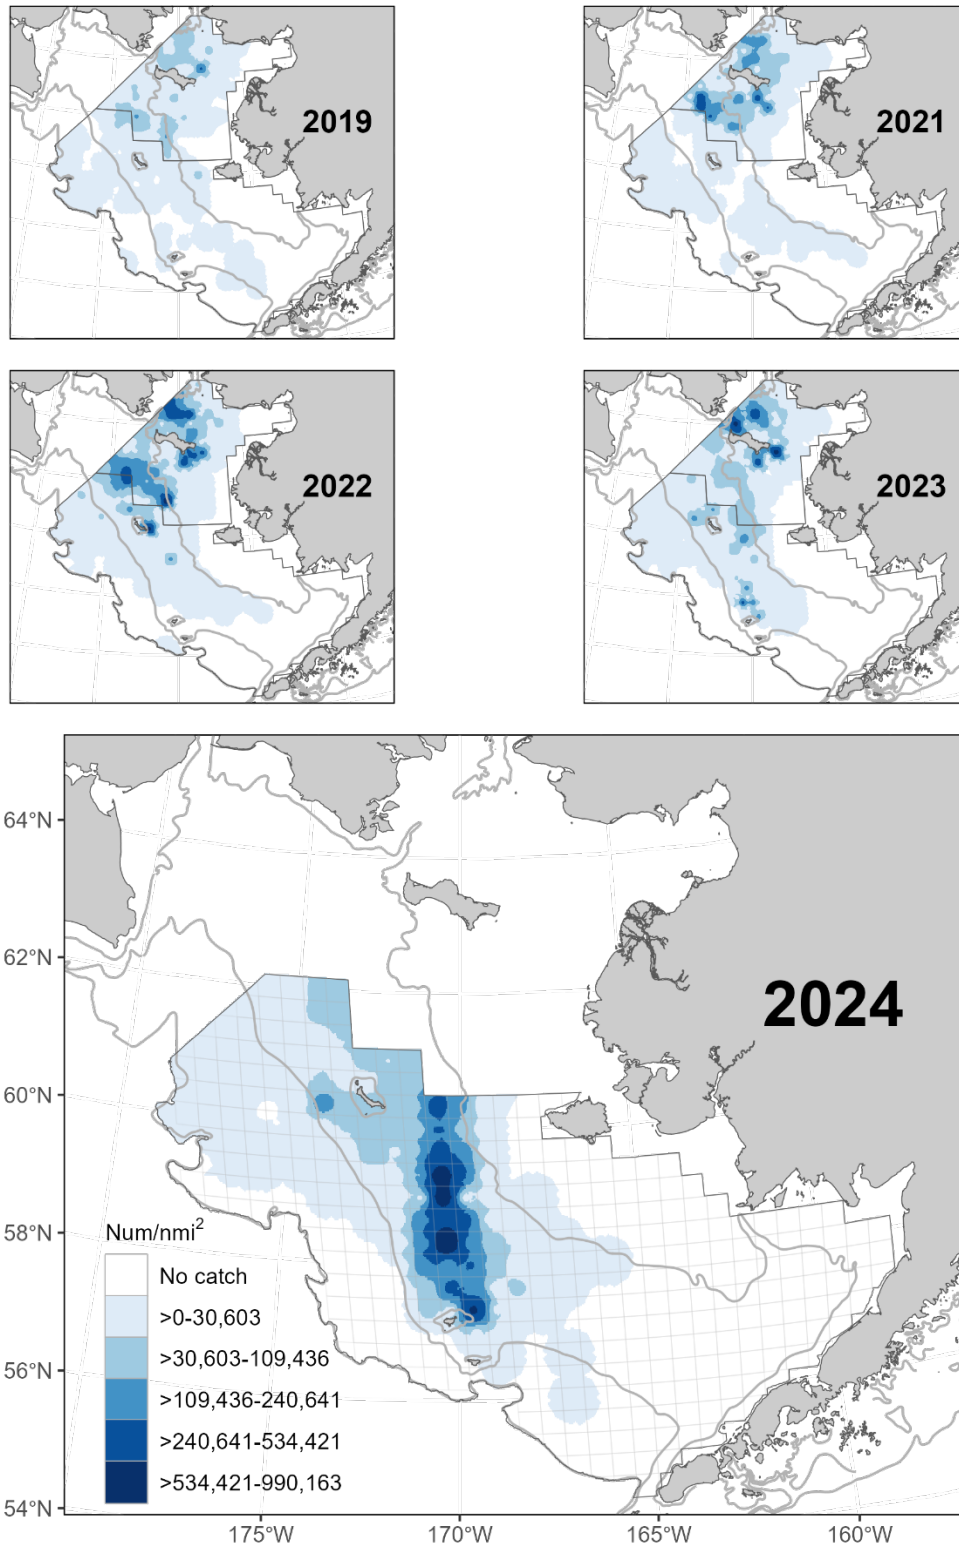 2019
2021
2022
2023
2024
64°N
62°N
60°N
58°N
56°N
54°N
Num/nmi²
No catch
>0-30,603
>30,603-109,436
>109,436-240,641
>240,641-534,421
>534,421-990,163
175°W
170°W
165°W
160°W